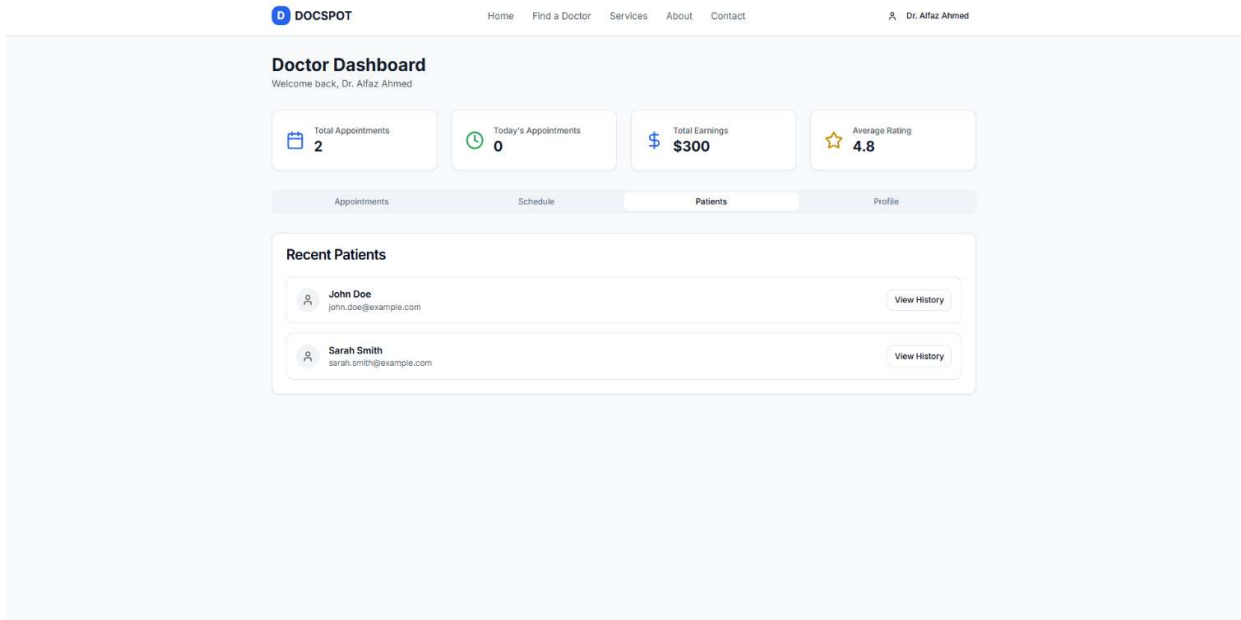 D DOCSPOT
Home Find a Doctor Services About Contact
Dr. Alfaz Ahmed
Doctor Dashboard
Welcome back, Dr. Alfaz Ahmed
Total Appointments
2
Today's Appointments
0
Total Earnings
$300
Average Rating
4.8
Appointments Schedule Patients Profile
Recent Patients
John Doe
john.doe@example.com
View History
Sarah Smith
sarah.smith@example.com
View History